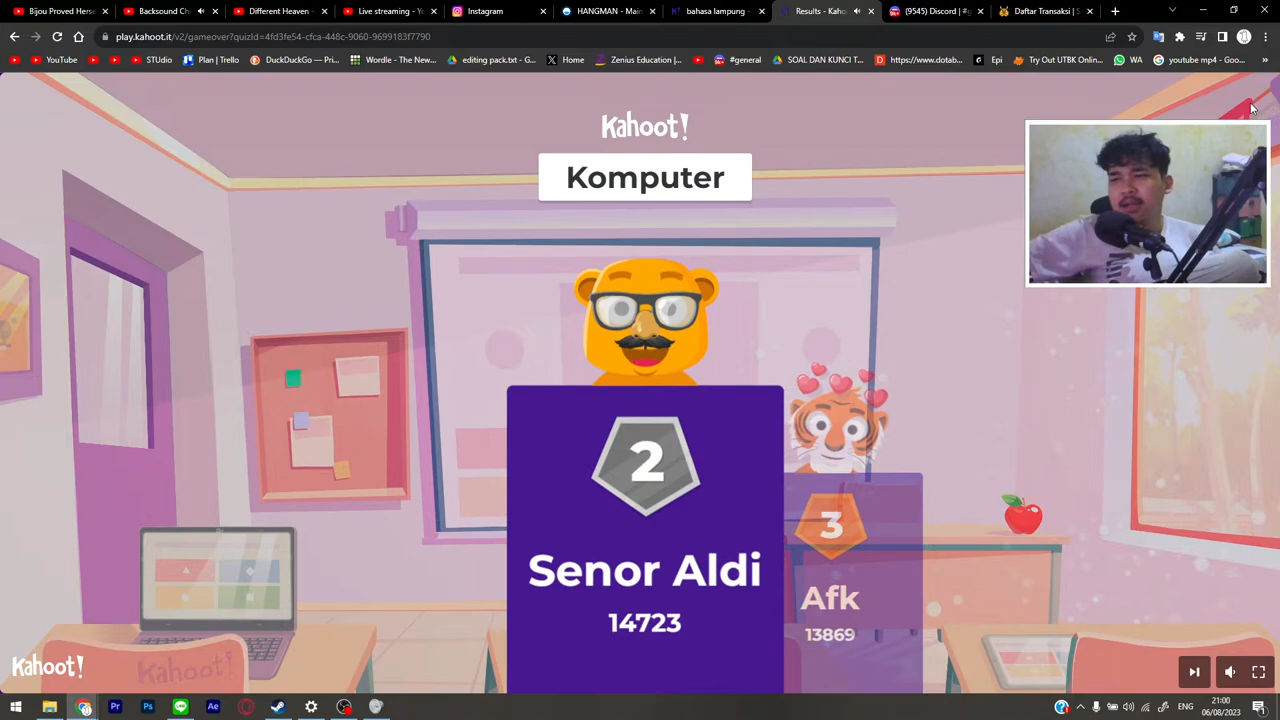 Bijou Proved Herse
Backsound Ch
Different Heaven -
Live streaming - Yo
Instagram
HANGMAN - Main
bahasa lampung -
Results - Kaho
(9545) Discord | #g
Daftar Transaksi | S
play.kahoot.it/v2/gameover?quizId=4fd3fe54-cfca-448c-9060-9699183f7790
YouTube
STUdio
Plan | Trello
DuckDuckGo — Pri...
Wordle - The New...
editing pack.txt - G...
Home
Zenius Education |...
#general
SOAL DAN KUNCI T...
https://www.dotab...
Epi
Try Out UTBK Onlin...
WA
youtube mp4 - Goo...
Kahoot!
Komputer
2
Senor Aldi
14723
3
Afk
13869
Kahoot!
Kahoot!
ENG
21:00
06/08/2023